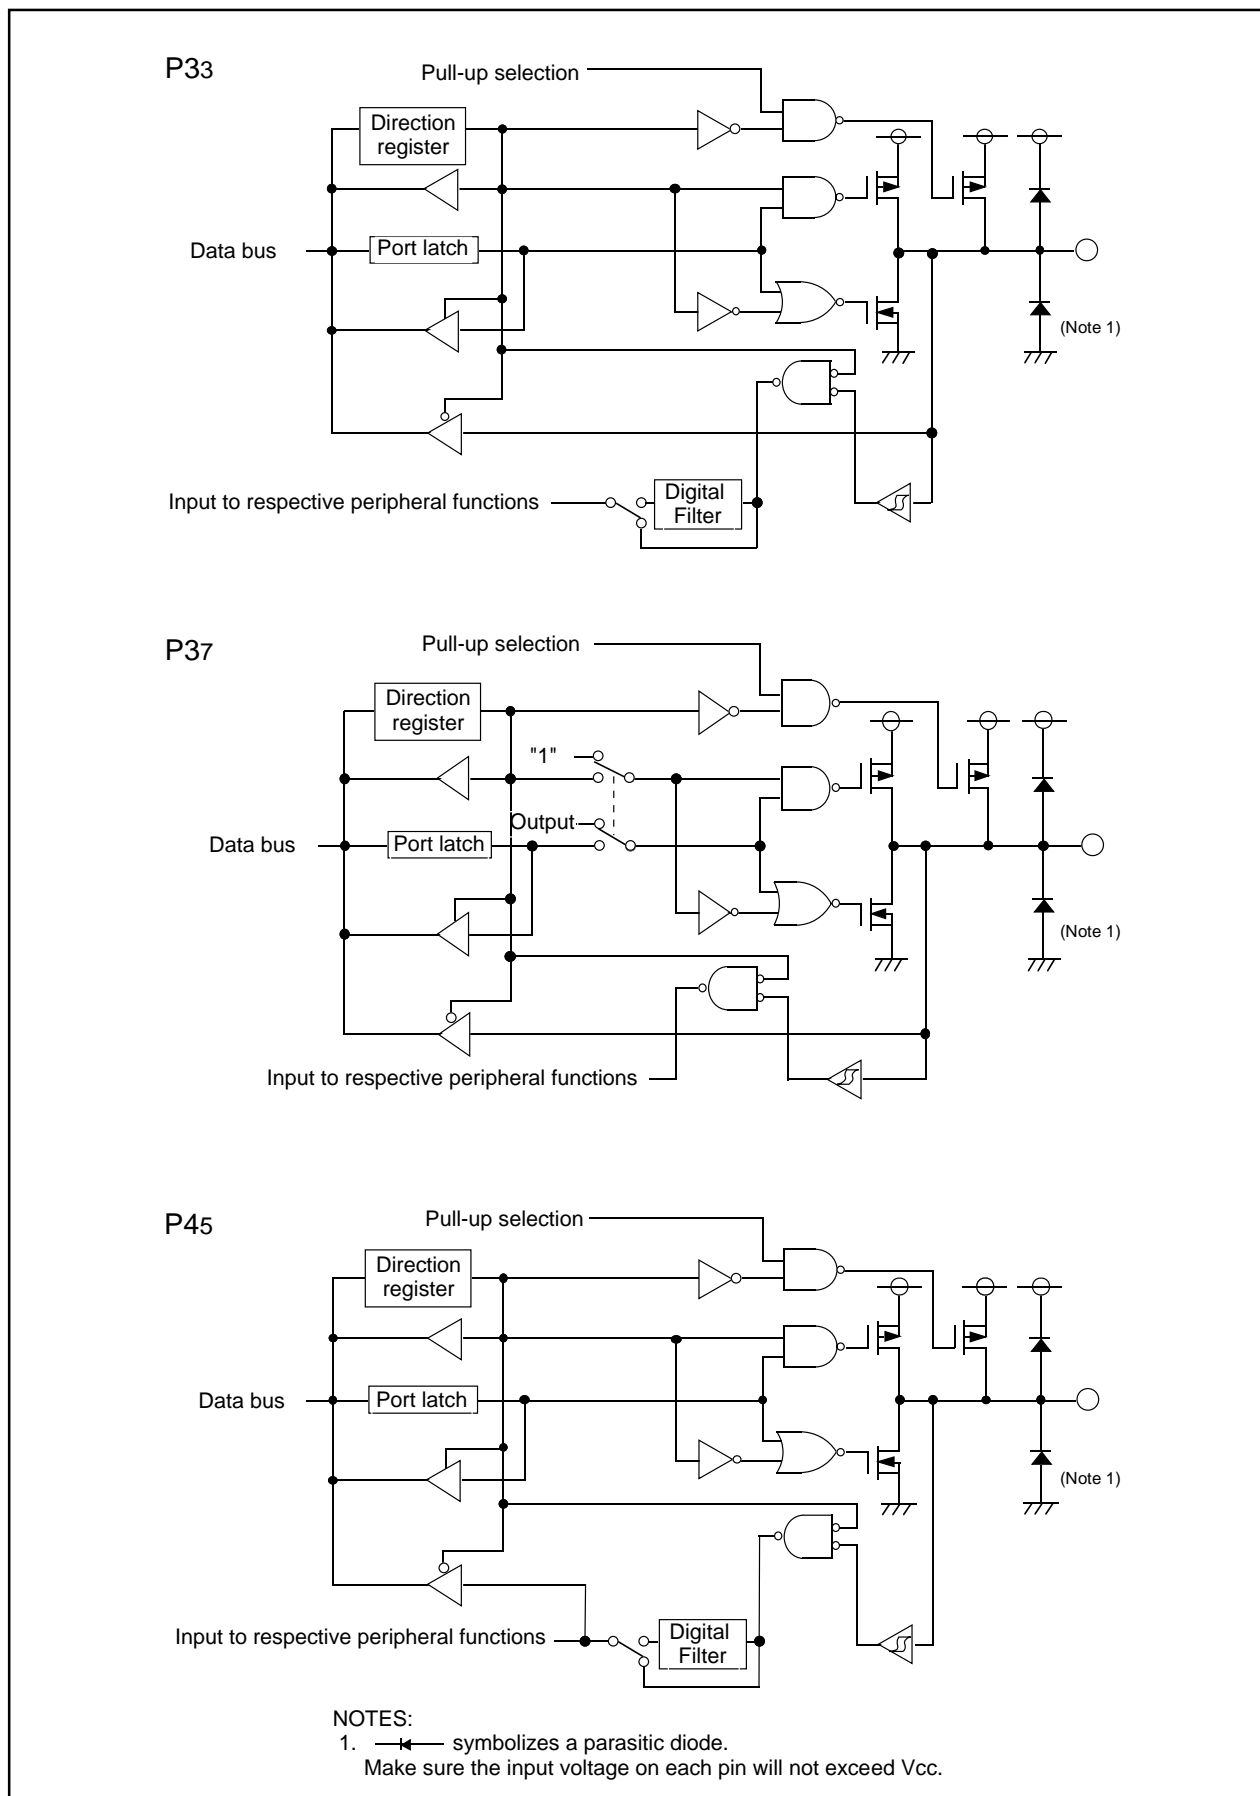 P33
Pull-up selection
Direction
register
Data bus
Port latch
(Note 1)
Input to respective peripheral functions
Digital
Filter
P37
Pull-up selection
Direction
register
"1"
Output
Data bus
Port latch
(Note 1)
Input to respective peripheral functions
P45
Pull-up selection
Direction
register
Data bus
Port latch
(Note 1)
Input to respective peripheral functions
Digital
Filter
NOTES:
1. symbolizes a parasitic diode.
Make sure the input voltage on each pin will not exceed Vcc.